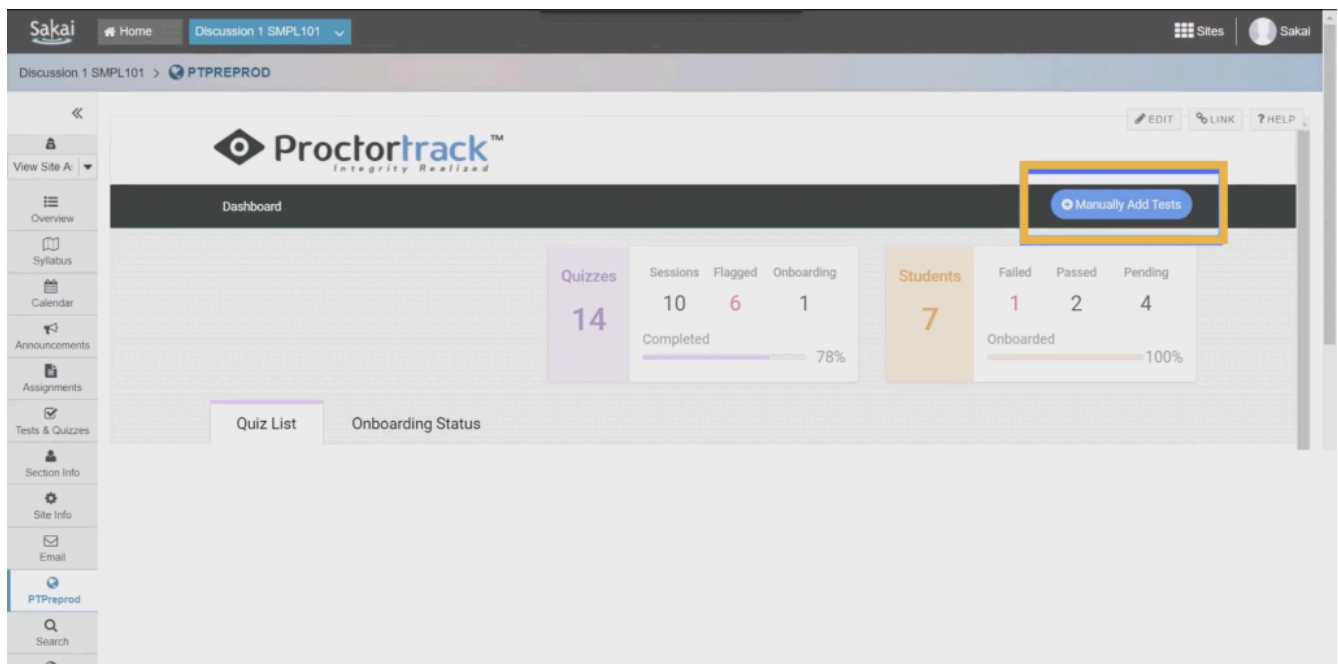 Sakai Home Discussion 1 SMPL101 Sites Sakai
Discussion 1 SMPL101 > PTPREPROD
EDIT LINK ? HELP
Proctortrack™
Integrity Realized
View Site A:
Dashboard
Manually Add Tests
Overview
Syllabus
Calendar
Announcements
Assignments
Tests & Quizzes
Section Info
Site Info
Email
PTPreprod
Search
Quizzes
14
Sessions Flagged Onboarding
10 6 1
Completed
78%
Students
7
Failed Passed Pending
1 2 4
Onboarded
100%
Quiz List Onboarding Status